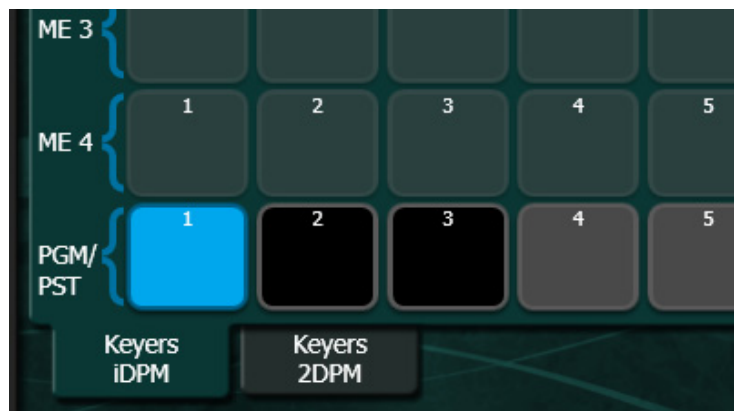 ME 3
1 2 3 4 5
ME 4
1 2 3 4 5
PGM/
PST
Keyers
iDPM
Keyers
2DPM